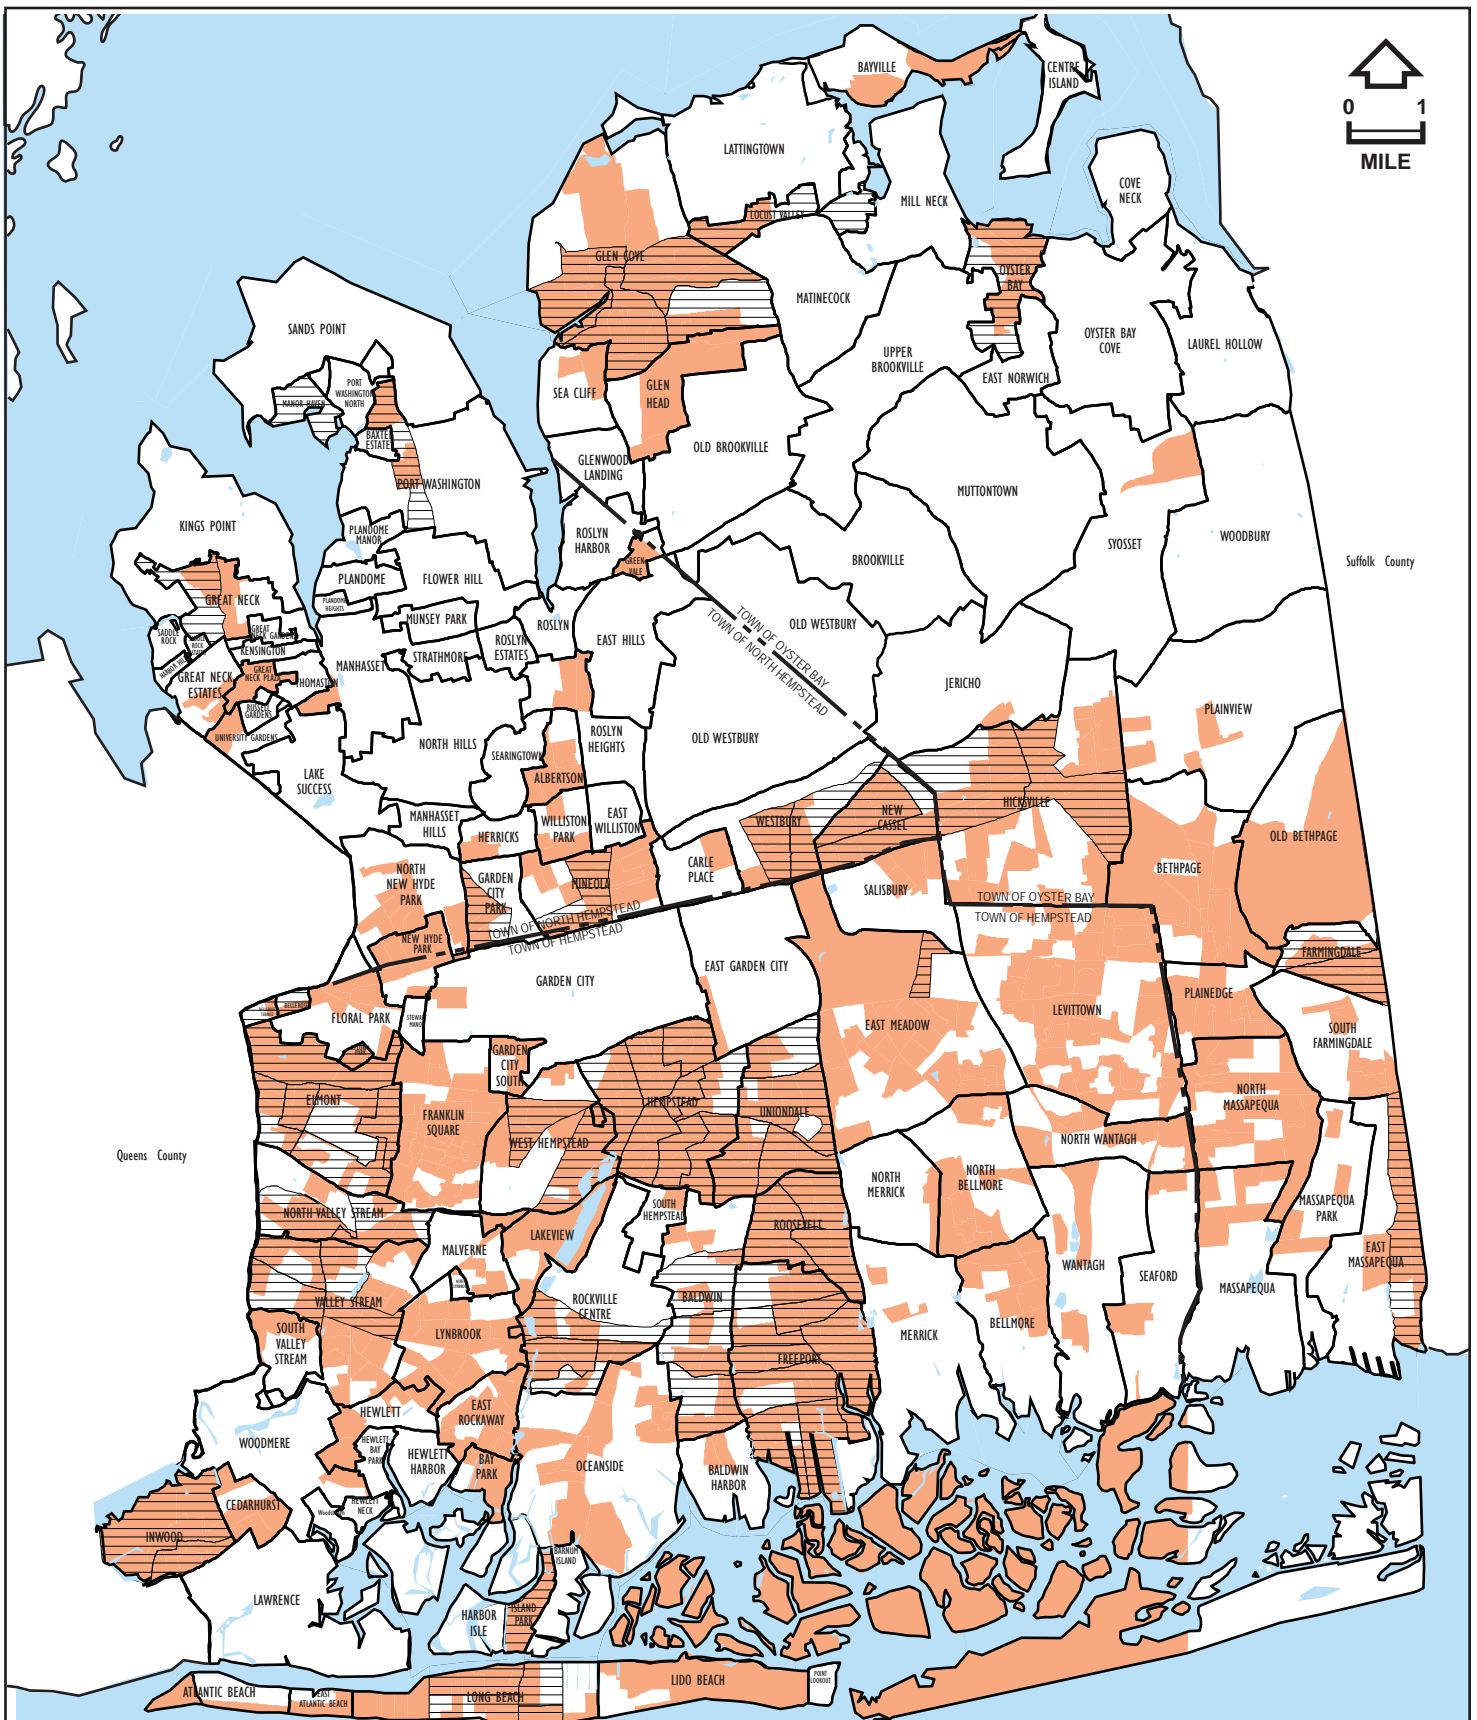 BAYVILLE
CENTRE
ISLAND
0 1
MILE
LATTINGTOWN
COVE
NECK
MILL NECK
LOCUST VALLEY
GLEN COVE
OYSTER
BAY
MATINECOCK
SANDS POINT
OYSTER BAY
COVE
LAUREL HOLLOW
UPPER
BROOKVILLE
EAST NORWICH
PORT
WASHINGTON
NORTH
MANOR HAVEN
SEA CLIFF
GLEN
HEAD
BAXTER
ESTATE
OLD BROOKVILLE
GLENWOOD
LANDING
PORT WASHINGTON
MUTTONTOWN
KINGS POINT
PLANDOME
MANOR
ROSLYN
HARBOR
SYOSSET
WOODBURY
Suffolk County
BROOKVILLE
GREEN
VALE
PLANDOME
FLOWER HILL
GREAT NECK
PLANDOME
HEIGHTS
MUNSEY PARK
ROSLYN
OLD WESTBURY
TOWN OF OYSTER BAY
TOWN OF NORTH HEMPSTEAD
SADDLE
ROCK
GREAT
NECK GARDENS
EAST HILLS
ROSLYN
ESTATES
KENSINGTON
STRATHMORE
MANHASSET
GREAT NECK
ESTATES
GREAT
NECK PLAZA
THOMASTON
JERICHO
RUSSELL
GARDENS
PLAINVIEW
UNIVERSITY GARDENS
NORTH HILLS
SEARINGTOWN
ROSLYN
HEIGHTS
OLD WESTBURY
LAKE
SUCCESS
ALBERTSON
HICKSVILLE
MANHASSET
HILLS
HERRICKS
WILLISTON
PARK
EAST
WILLISTON
WESTBURY
NEW
CASSEL
OLD BETHPAGE
NORTH
NEW HYDE
PARK
GARDEN
CITY
PARK
MINEOLA
CARLE
PLACE
SALISBURY
BETHPAGE
TOWN OF OYSTER BAY
TOWN OF HEMPSTEAD
TOWN OF NORTH HEMPSTEAD
TOWN OF HEMPSTEAD
NEW HYDE
PARK
FARMINGDALE
GARDEN CITY
EAST GARDEN CITY
PLAINEDGE
LEVITTOWN
FLORAL PARK
STEWART
MANOR
EAST MEADOW
SOUTH
FARMINGDALE
GARDEN
CITY
SOUTH
ELMONT
FRANKLIN
SQUARE
HEMPSTEAD
UNIONDALE
NORTH
MASSAPEQUA
WEST HEMPSTEAD
NORTH WANTAGH
Queens County
NORTH
MERRICK
NORTH
BELLMORE
MASSAPEQUA
PARK
NORTH VALLEY STREAM
SOUTH
HEMPSTEAD
ROOSEVELT
LAKEVIEW
MALVERNE
EAST
MASSAPEQUA
WANTAGH
SEAFORD
MASSAPEQUA
VALLEY STREAM
ROCKVILLE
CENTRE
BALDWIN
LYNBROOK
MERRICK
BELLMORE
SOUTH
VALLEY
STREAM
FREEPORT
HEWLETT
EAST
ROCKAWAY
WOODMERE
HEWLETT
BAY
PARK
HEWLETT
HARBOR
BAY
PARK
OCEANSIDE
BALDWIN
HARBOR
CEDARHURST
HEWLETT
NECK
INWOOD
BARNUM
ISLAND
LAWRENCE
HARBOR
ISLE
ISLAND
PARK
ATLANTIC BEACH
EAST
ATLANTIC BEACH
LONG BEACH
LIDO BEACH
POINT
LOOKOUT